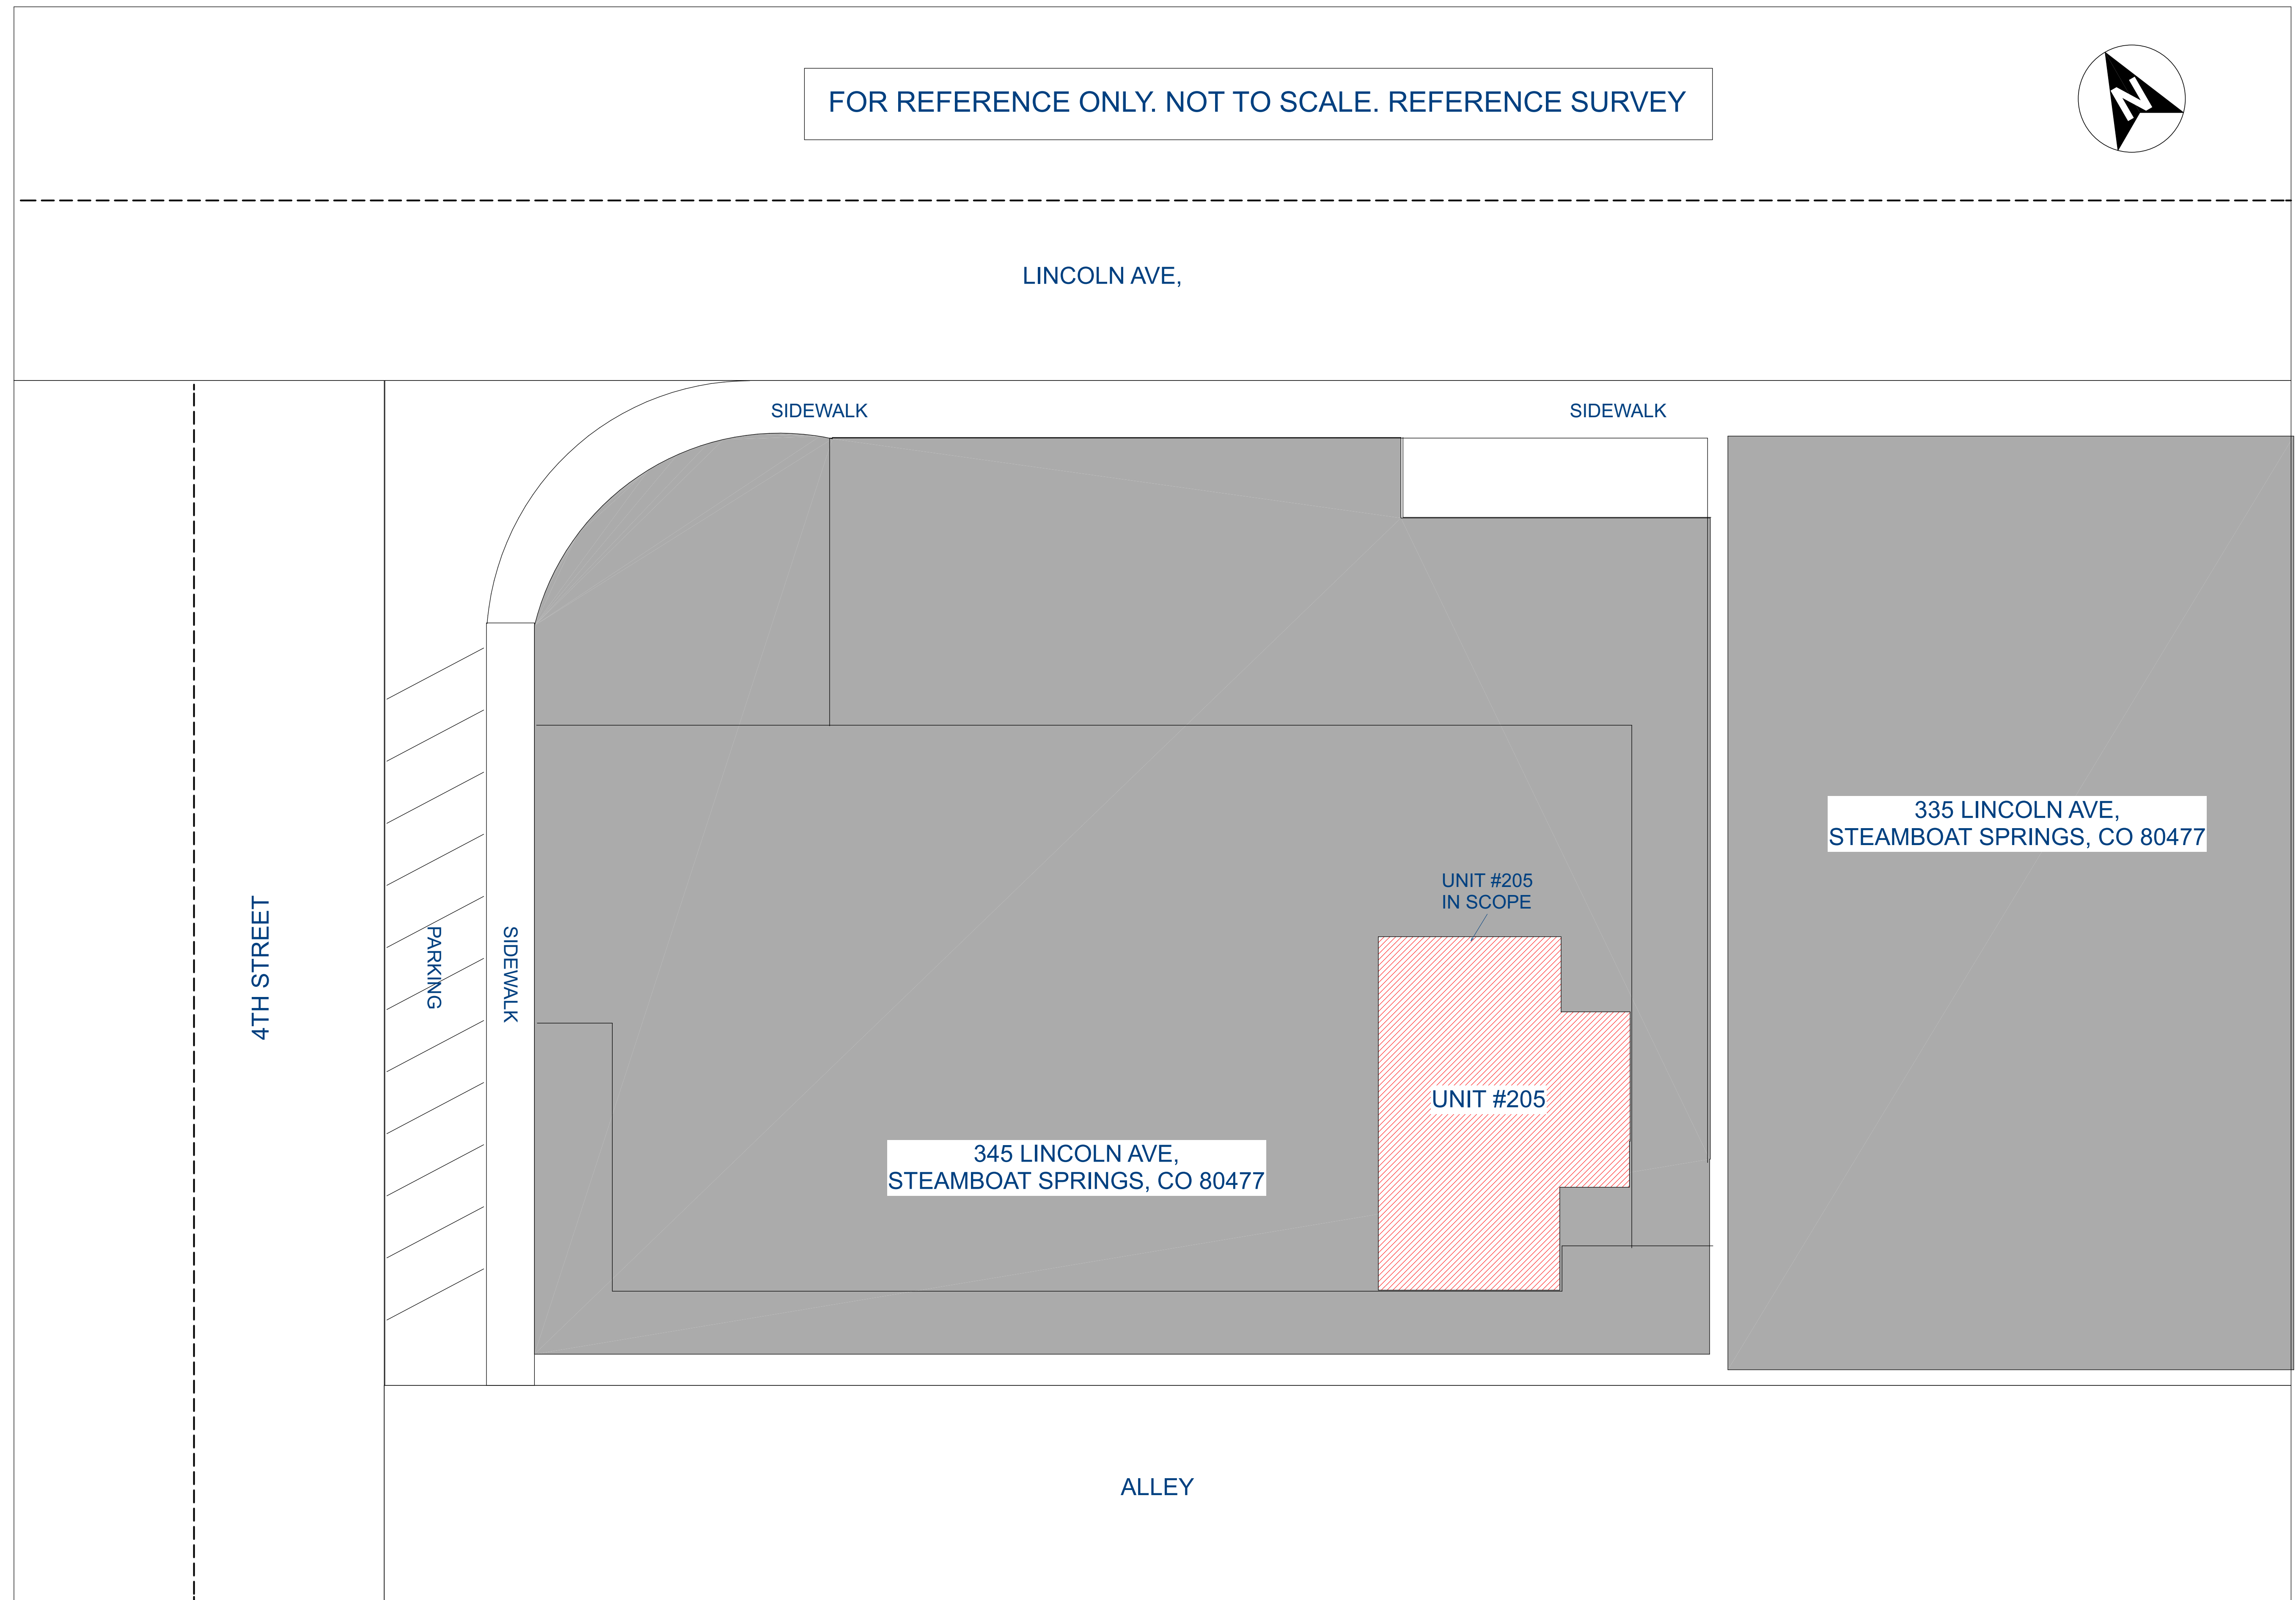 FOR REFERENCE ONLY. NOT TO SCALE. REFERENCE SURVEY
N
LINCOLN AVE,
SIDEWALK
SIDEWALK
335 LINCOLN AVE,
STEAMBOAT SPRINGS, CO 80477
UNIT #205
IN SCOPE
4TH STREET
PARKING
SIDEWALK
UNIT #205
345 LINCOLN AVE,
STEAMBOAT SPRINGS, CO 80477
ALLEY